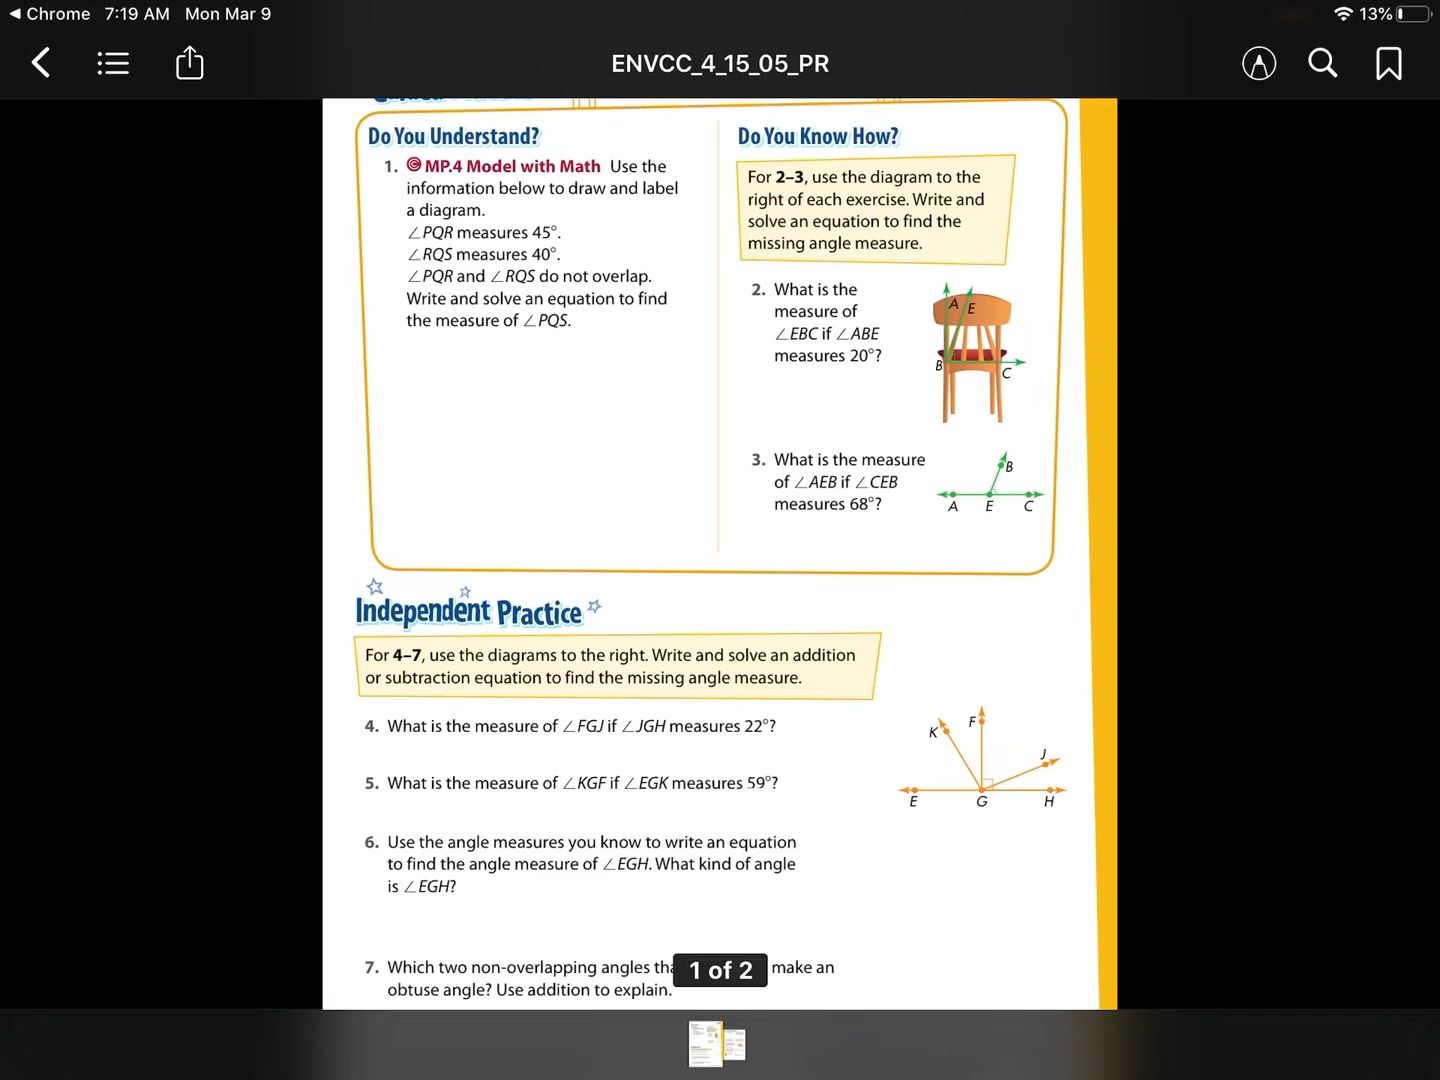 Chrome 7:19 AM Mon Mar 9
13%
ENVCC_4_15_05_PR
Do You Understand?
1. © MP.4 Model with Math Use the
information below to draw and label
a diagram.
∠PQR measures 45°.
∠RQS measures 40°.
∠PQR and ∠RQS do not overlap.
Write and solve an equation to find
the measure of ∠PQS.
Do You Know How?
For 2–3, use the diagram to the
right of each exercise. Write and
solve an equation to find the
missing angle measure.
2. What is the
measure of
∠EBC if ∠ABE
measures 20°?
A E
B
C
3. What is the measure
of ∠AEB if ∠CEB
measures 68°?
B
A E C
Independent Practice
For 4–7, use the diagrams to the right. Write and solve an addition
or subtraction equation to find the missing angle measure.
4. What is the measure of ∠FGJ if ∠JGH measures 22°?
5. What is the measure of ∠KGF if ∠EGK measures 59°?
F
K
J
E G H
6. Use the angle measures you know to write an equation
to find the angle measure of ∠EGH. What kind of angle
is ∠EGH?
7. Which two non-overlapping angles make an
1 of 2
obtuse angle? Use addition to explain.